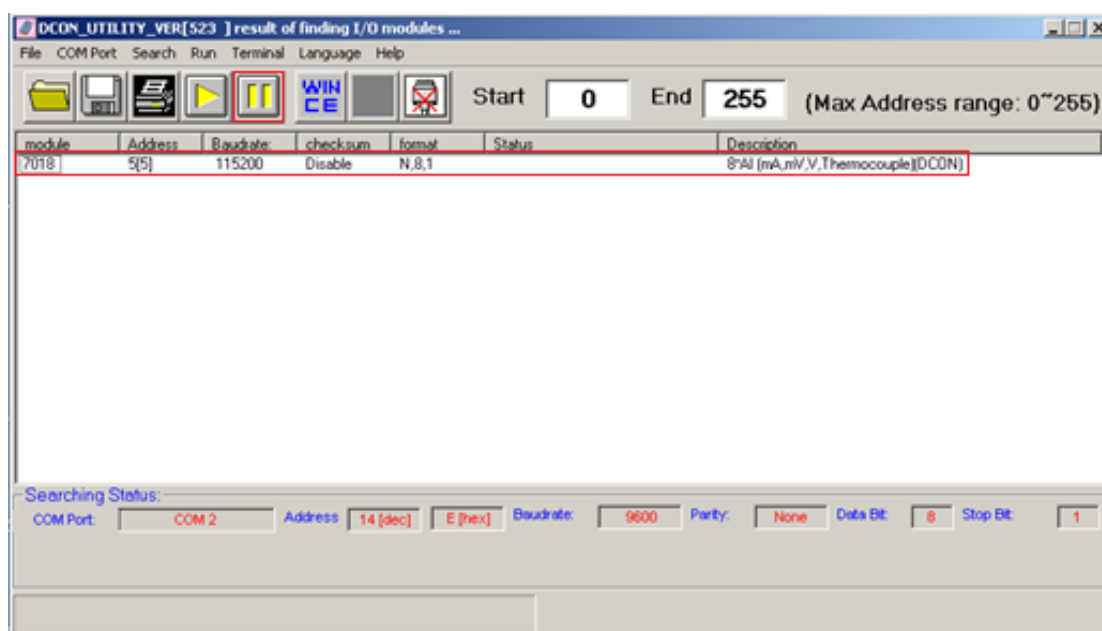 DCON_UTILITY_VER[523 ] result of finding I/O modules ...
File COM Port Search Run Terminal Language Help
WIN CE Start 0 End 255 (Max Address range: 0~255)
module Address Baudrate: checksum format Status Description
7018 5[5] 115200 Disable N,8,1 8*AI (mA,mV,V,Thermocouple)(DCON)
Searching Status:
COM Port: COM 2 Address 14 [dec] E [hex] Baudrate: 9600 Parity: None Data Bit: 8 Stop Bit: 1